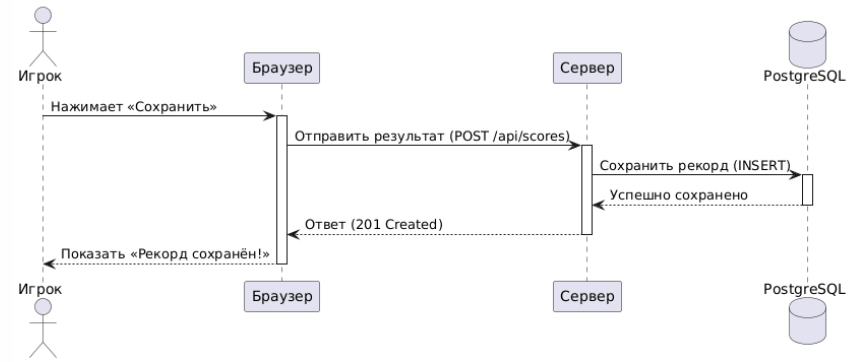 Игрок
Браузер
Сервер
PostgreSQL
Нажимает «Сохранить»
Отправить результат (POST /api/scores)
Сохранить рекорд (INSERT)
Успешно сохранено
Ответ (201 Created)
Показать «Рекорд сохранён!»
Игрок
Браузер
Сервер
PostgreSQL